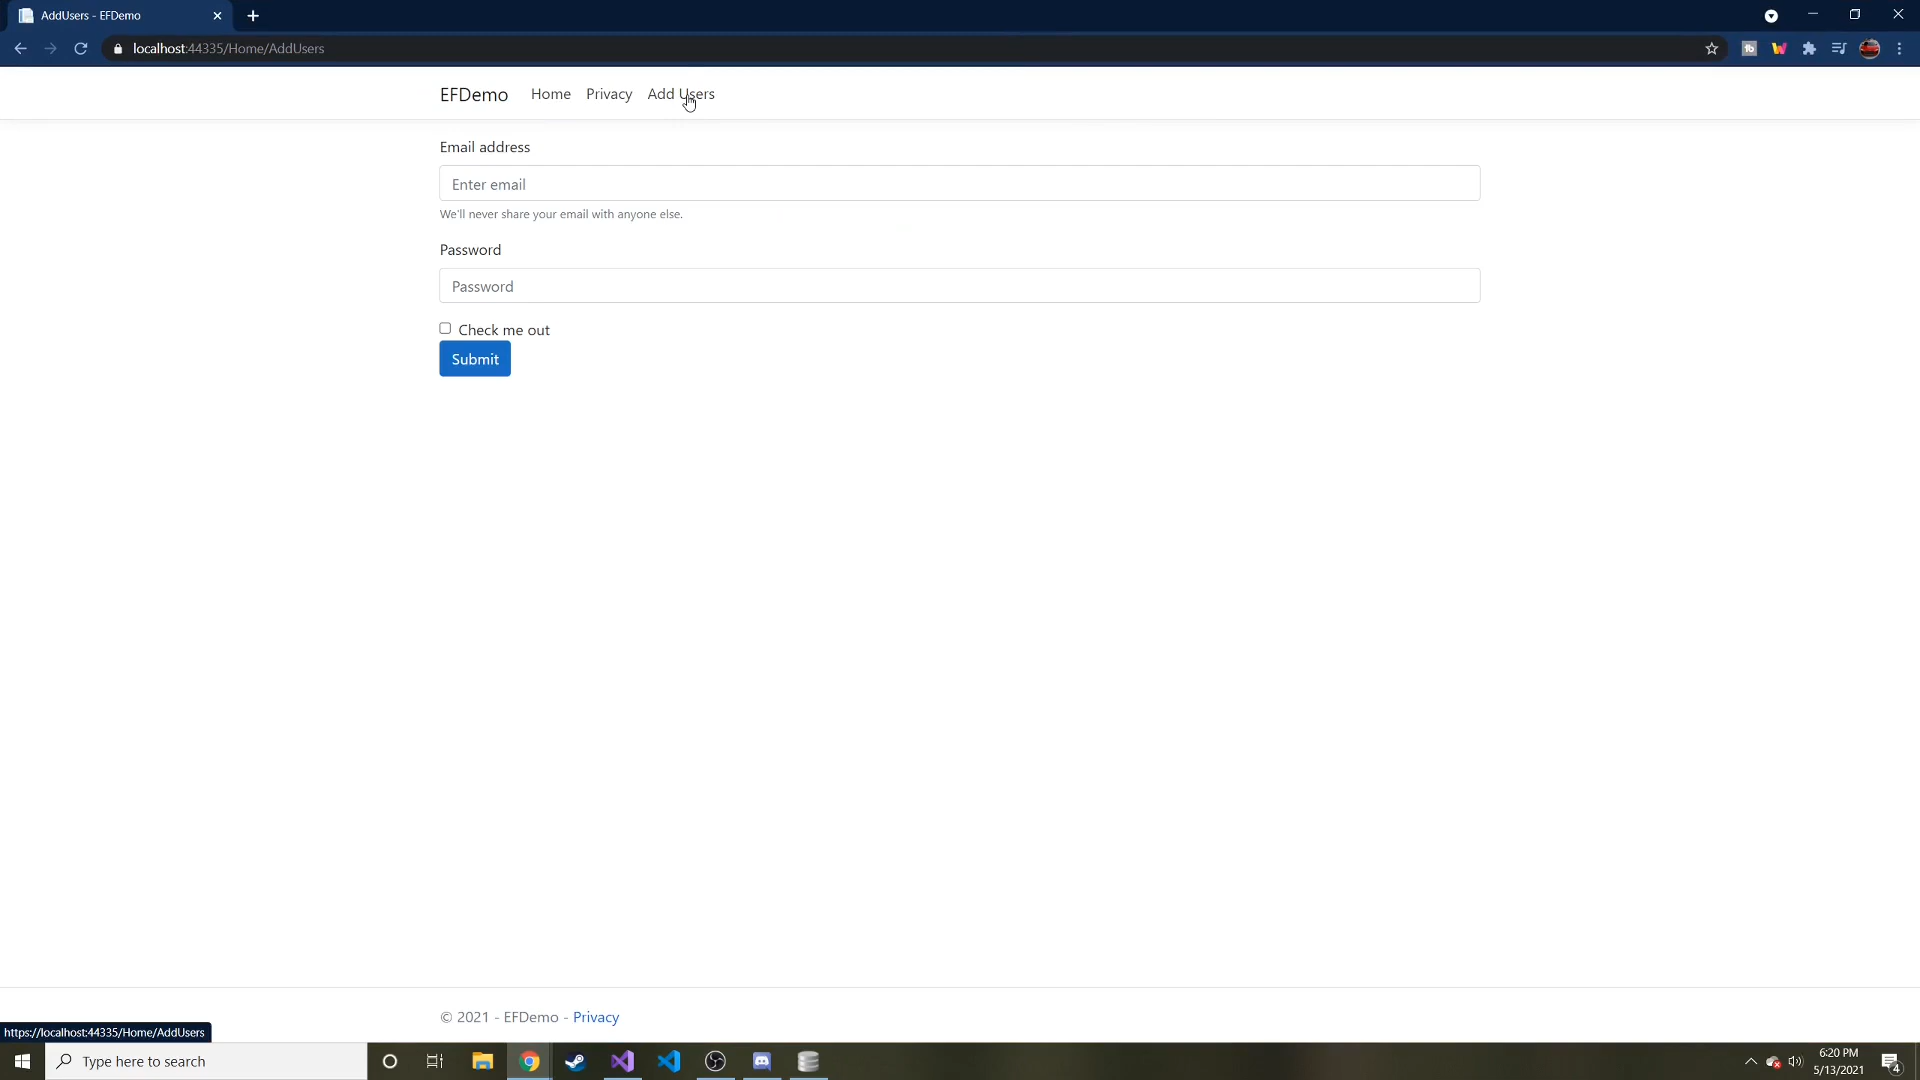 AddUsers - EFDemo
localhost:44335/Home/AddUsers
EFDemo Home Privacy Add Users
Email address
Enter email
We'll never share your email with anyone else.
Password
Password
Check me out
Submit
© 2021 - EFDemo - Privacy
https://localhost:44335/Home/AddUsers
Type here to search
6:20 PM
5/13/2021
4